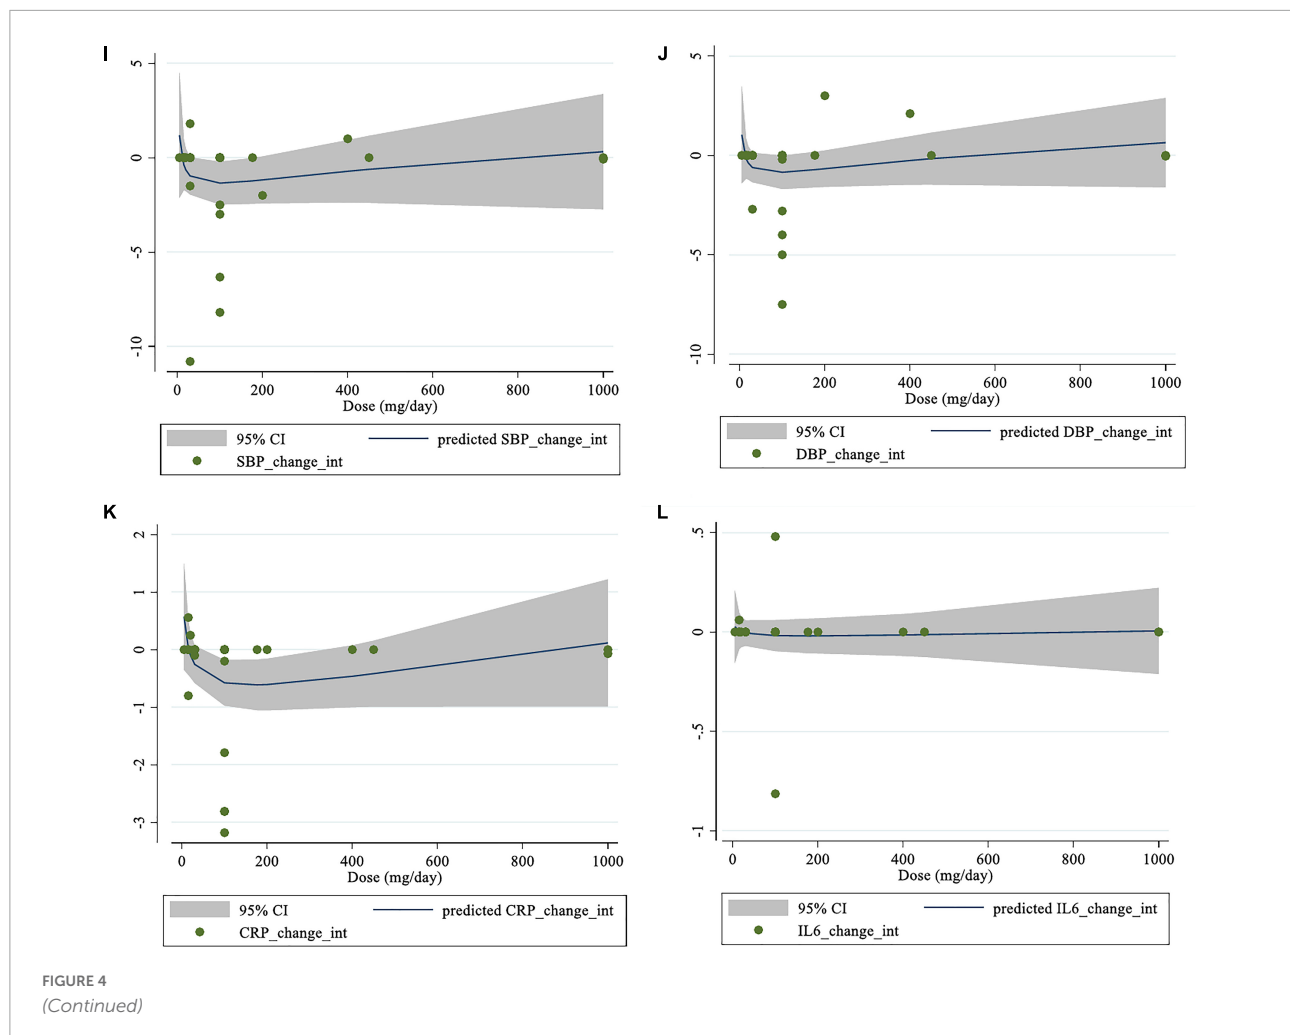 I
5
0
-5
-10
0 200 400 600 800 1000
Dose (mg/day)
95% CI predicted SBP_change_int
SBP_change_int
J
5
0
-5
-10
0 200 400 600 800 1000
Dose (mg/day)
95% CI predicted DBP_change_int
DBP_change_int
K
2
1
0
-1
-2
-3
0 200 400 600 800 1000
Dose (mg/day)
95% CI predicted CRP_change_int
CRP_change_int
L
.5
0
-.5
-1
0 200 400 600 800 1000
Dose (mg/day)
95% CI predicted IL6_change_int
IL6_change_int
FIGURE 4
(Continued)